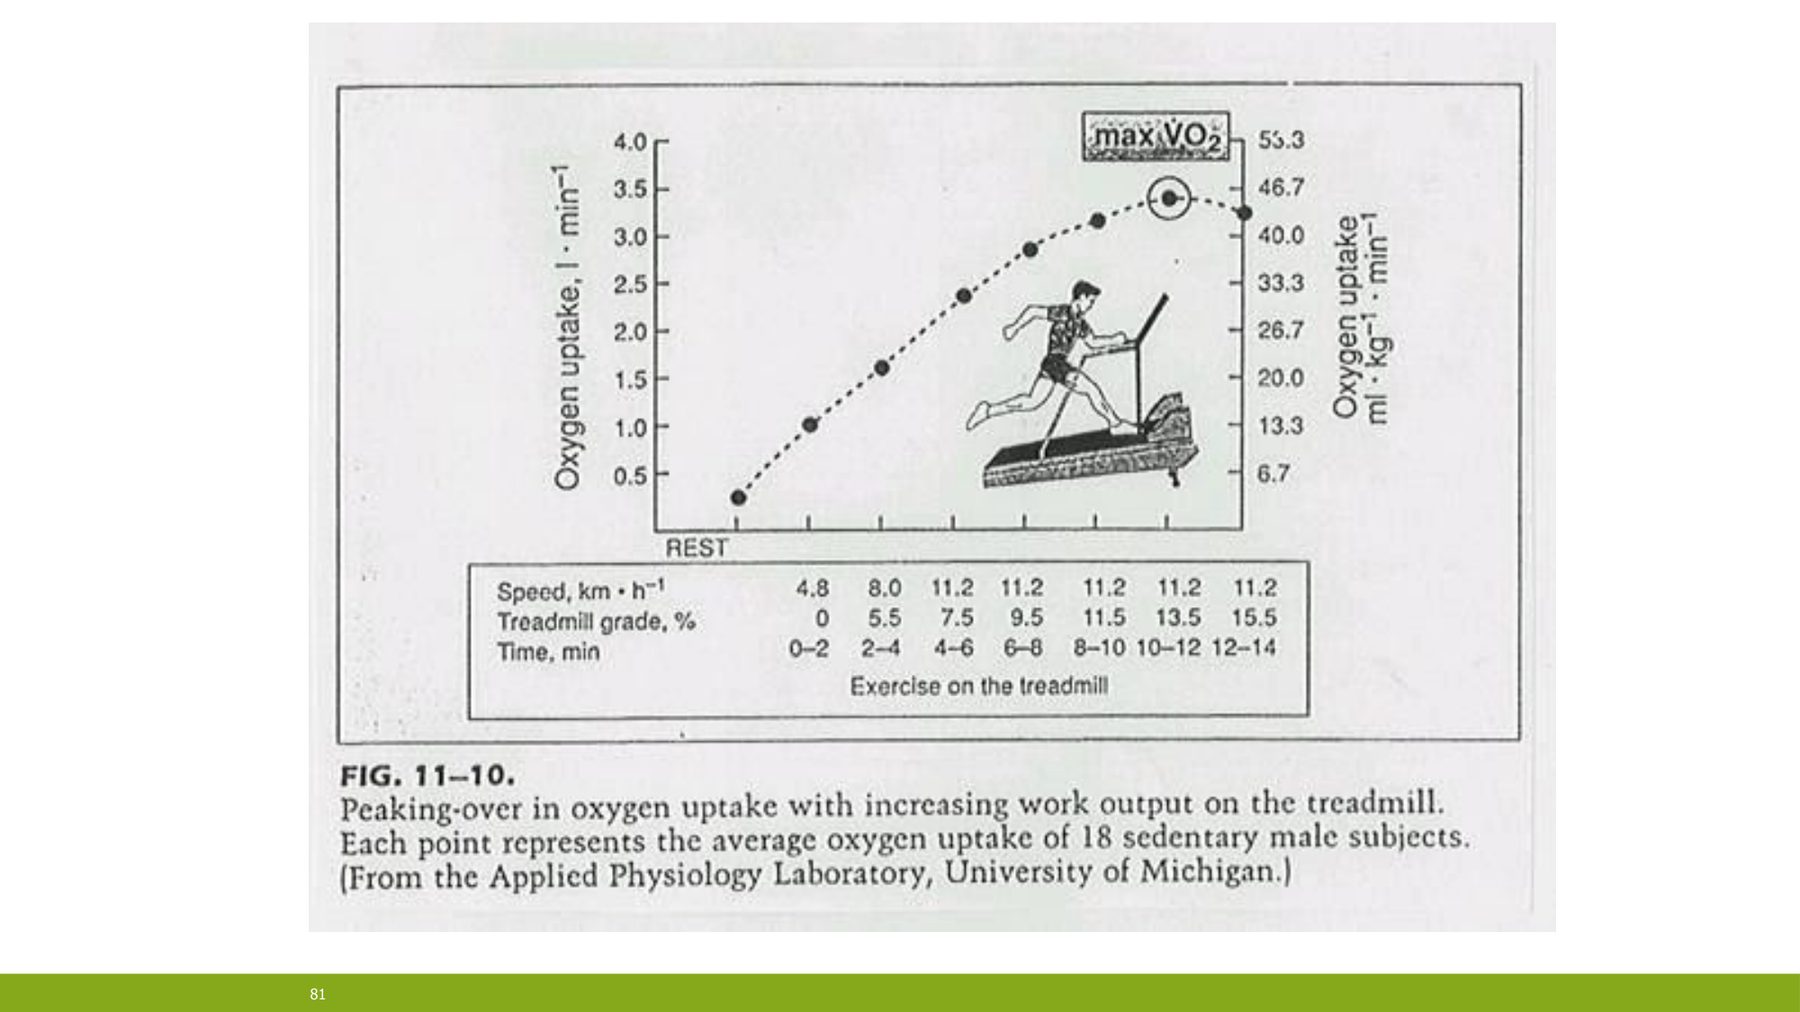 max V̇O₂
4.0
3.5
3.0
2.5
2.0
1.5
1.0
0.5
Oxygen uptake, l · min⁻¹
53.3
46.7
40.0
33.3
26.7
20.0
13.3
6.7
Oxygen uptake
ml · kg⁻¹ · min⁻¹
REST
Speed, km • h⁻¹ 4.8 8.0 11.2 11.2 11.2 11.2 11.2
Treadmill grade, % 0 5.5 7.5 9.5 11.5 13.5 15.5
Time, min 0–2 2–4 4–6 6–8 8–10 10–12 12–14
Exercise on the treadmill
FIG. 11–10.
Peaking-over in oxygen uptake with increasing work output on the treadmill.
Each point represents the average oxygen uptake of 18 sedentary male subjects.
(From the Applied Physiology Laboratory, University of Michigan.)
81